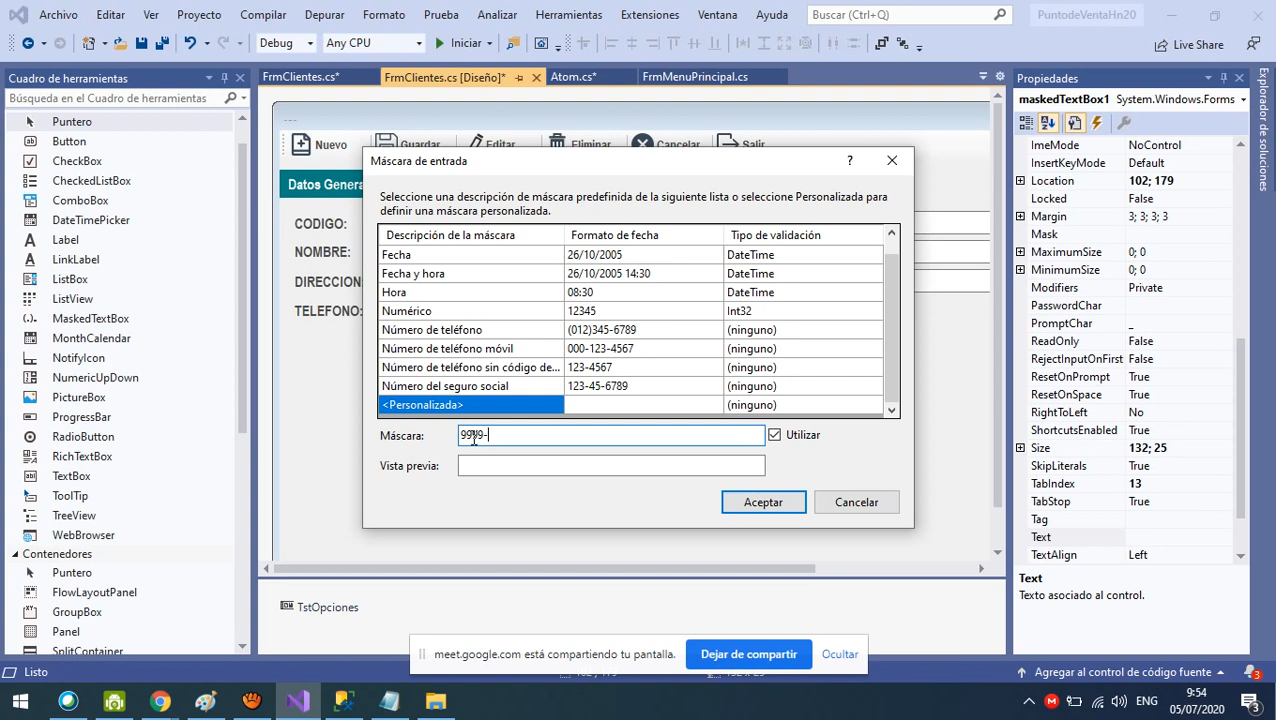 Archivo Editar Ver Proyecto Compilar Depurar Formato Prueba Analizar Herramientas Extensiones Ventana Ayuda Buscar (Ctrl+Q) PuntodeVentaHn20
Debug Any CPU Iniciar Live Share
Cuadro de herramientas
Búsqueda en el Cuadro de herramientas
Puntero
Button
CheckBox
CheckedListBox
ComboBox
DateTimePicker
Label
LinkLabel
ListBox
ListView
MaskedTextBox
MonthCalendar
NotifyIcon
NumericUpDown
PictureBox
ProgressBar
RadioButton
RichTextBox
TextBox
ToolTip
TreeView
WebBrowser
Contenedores
Puntero
FlowLayoutPanel
GroupBox
Panel
SplitContainer
FrmClientes.cs* FrmClientes.cs [Diseño]* Atom.cs* FrmMenuPrincipal.cs
---
Nuevo Guardar Editar Eliminar Cancelar Salir
Datos Genera
CODIGO:
NOMBRE:
DIRECCION
TELEFONO:
Máscara de entrada
?
Seleccione una descripción de máscara predefinida de la siguiente lista o seleccione Personalizada para
definir una máscara personalizada.
Descripción de la máscara Formato de fecha Tipo de validación
Fecha 26/10/2005 DateTime
Fecha y hora 26/10/2005 14:30 DateTime
Hora 08:30 DateTime
Numérico 12345 Int32
Número de teléfono (012)345-6789 (ninguno)
Número de teléfono móvil 000-123-4567 (ninguno)
Número de teléfono sin código de... 123-4567 (ninguno)
Número del seguro social 123-45-6789 (ninguno)
<Personalizada> (ninguno)
Máscara: 9999- Utilizar
Vista previa:
Aceptar Cancelar
TstOpciones
meet.google.com está compartiendo tu pantalla. Dejar de compartir Ocultar
Propiedades
maskedTextBox1 System.Windows.Forms
ImeMode NoControl
InsertKeyMode Default
Location 102; 179
Locked False
Margin 3; 3; 3; 3
Mask
MaximumSize 0; 0
MinimumSize 0; 0
Modifiers Private
PasswordChar
PromptChar _
ReadOnly False
RejectInputOnFirst False
ResetOnPrompt True
ResetOnSpace True
RightToLeft No
ShortcutsEnabled True
Size 132; 25
SkipLiterals True
TabIndex 13
TabStop True
Tag
Text
TextAlign Left
Text
Texto asociado al control.
Explorador de soluciones
Listo Agregar al control de código fuente 3
ENG 9:54
05/07/2020 3